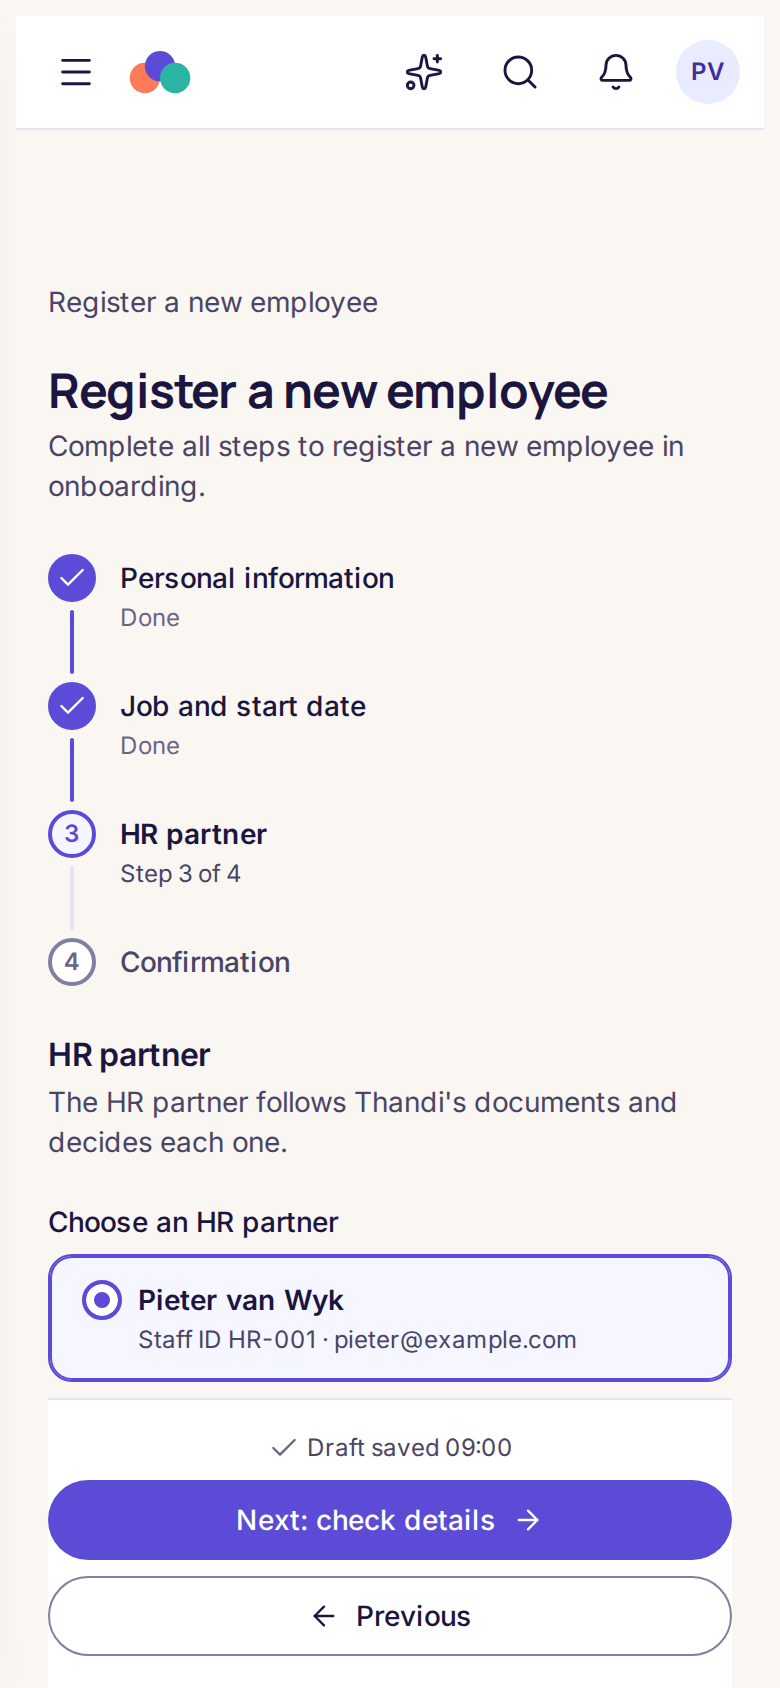 PV
Register a new employee
Register a new employee
Complete all steps to register a new employee in
onboarding.
Personal information
Done
Job and start date
Done
3
HR partner
Step 3 of 4
4
Confirmation
HR partner
The HR partner follows Thandi's documents and
decides each one.
Choose an HR partner
Pieter van Wyk
Staff ID HR-001 · pieter@example.com
Draft saved 09:00
Next: check details
Previous